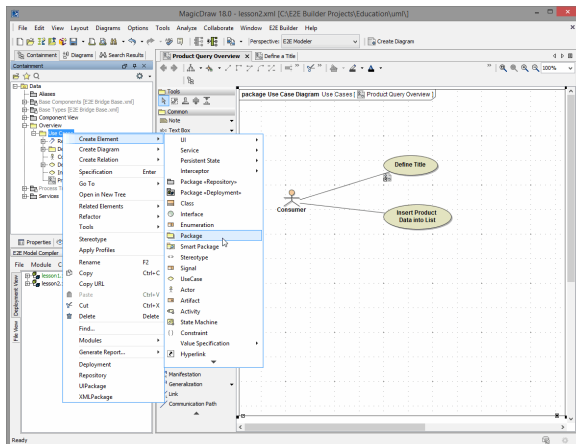 MagicDraw 18.0 - lesson2.xml [C:\E2E Builder Projects\Education\uml\]
File Edit View Layout Diagrams Options Tools Analyze Collaborate Window E2E Builder Help
Perspective: E2E Modeler
Create Diagram
Containment
Diagrams
Search Results
Product Query Overview
Define a Title
Containment
100%
Data
Aliases
Base Components [E2E Bridge Base.xml]
Base Types [E2E Bridge Base.xml]
Component View
Overview
Use Cases
Process
Services
Properties
E2E Model Compiler
File Module
lesson1.
lesson2.
Deployment View
File View
Create Element
Create Diagram
Create Relation
Specification Enter
Go To
Open in New Tree
Related Elements
Refactor
Tools
Stereotype
Apply Profiles
Rename F2
Copy Ctrl+C
Copy URL
Paste Ctrl+V
Cut Ctrl+X
Delete Delete
Find...
Modules
Generate Report...
Deployment
Repository
UIPackage
XMLPackage
UI
Service
Persistent State
Interceptor
Package «Repository»
Package «Deployment»
Class
Interface
Enumeration
Package
Smart Package
Stereotype
Signal
UseCase
Actor
Artifact
Activity
State Machine
Constraint
Value Specification
Hyperlink
Tools
Common
Note
Text Box
Manifestation
Generalization
Link
Communication Path
package Use Case Diagram Use Cases [ Product Query Overview ]
Define Title
Consumer
Insert Product
Data into List
Ready